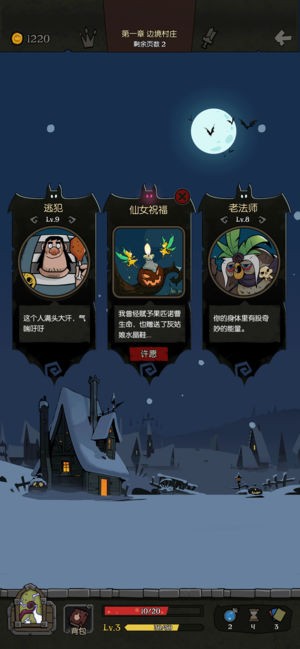 1220
第一章 边境村庄
剩余页数 2
逃犯
Lv.9
这个人满头大汗，气
喘吁吁
仙女祝福
我曾经赋予果匹诺曹
生命，也赠送了灰姑
娘水晶鞋...
许愿
老法师
Lv.8
你的身体里有股奇
妙的能量。
背包
10/20
Lv.3
2
4
3